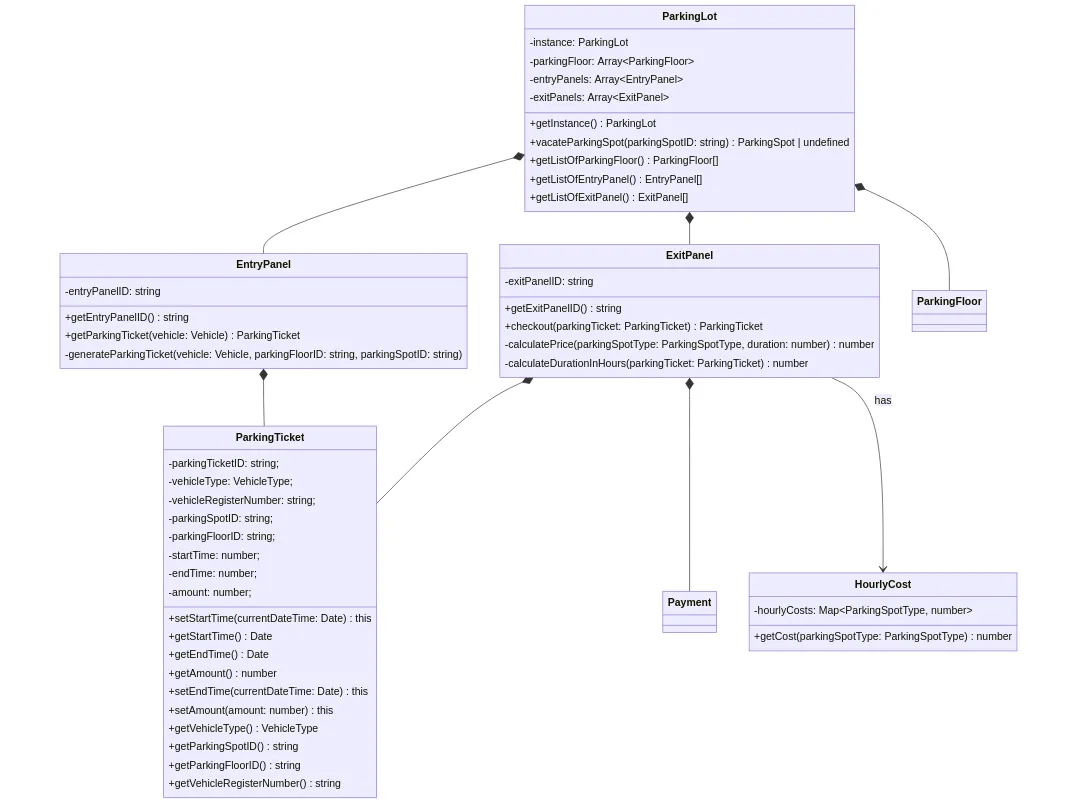 ParkingLot
-instance: ParkingLot
-parkingFloor: Array<ParkingFloor>
-entryPanels: Array<EntryPanel>
-exitPanels: Array<ExitPanel>
+getInstance() : ParkingLot
+vacateParkingSpot(parkingSpotID: string) : ParkingSpot | undefined
+getListOfParkingFloor() : ParkingFloor[]
+getListOfEntryPanel() : EntryPanel[]
+getListOfExitPanel() : ExitPanel[]
EntryPanel
-entryPanelID: string
+getEntryPanelID() : string
+getParkingTicket(vehicle: Vehicle) : ParkingTicket
-generateParkingTicket(vehicle: Vehicle, parkingFloorID: string, parkingSpotID: string)
ExitPanel
-exitPanelID: string
+getExitPanelID() : string
+checkout(parkingTicket: ParkingTicket) : ParkingTicket
-calculatePrice(parkingSpotType: ParkingSpotType, duration: number) : number
-calculateDurationInHours(parkingTicket: ParkingTicket) : number
ParkingFloor
has
ParkingTicket
-parkingTicketID: string;
-vehicleType: VehicleType;
-vehicleRegisterNumber: string;
-parkingSpotID: string;
-parkingFloorID: string;
-startTime: number;
-endTime: number;
-amount: number;
+setStartTime(currentDateTime: Date) : this
+getStartTime() : Date
+getEndTime() : Date
+getAmount() : number
+setEndTime(currentDateTime: Date) : this
+setAmount(amount: number) : this
+getVehicleType() : VehicleType
+getParkingSpotID() : string
+getParkingFloorID() : string
+getVehicleRegisterNumber() : string
Payment
HourlyCost
-hourlyCosts: Map<ParkingSpotType, number>
+getCost(parkingSpotType: ParkingSpotType) : number